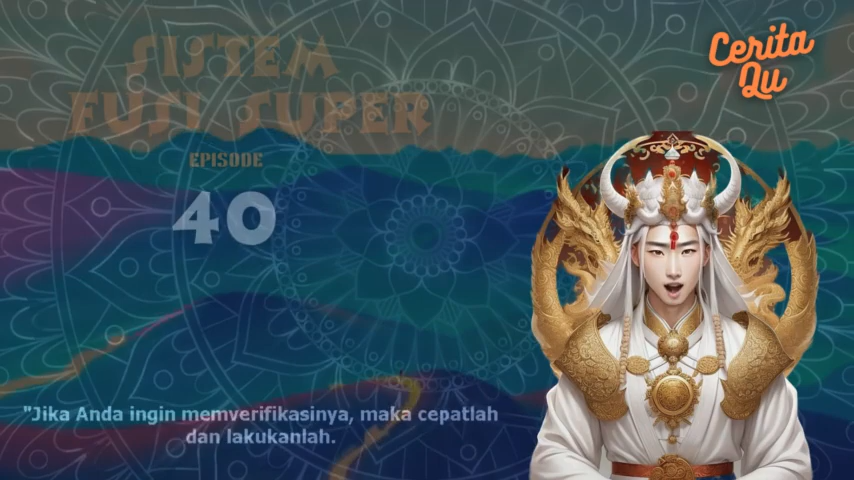 SISTEM
FUSI SUPER
EPISODE
40
Cerita
Qu
"Jika Anda ingin memverifikasinya, maka cepatlah
dan lakukanlah.